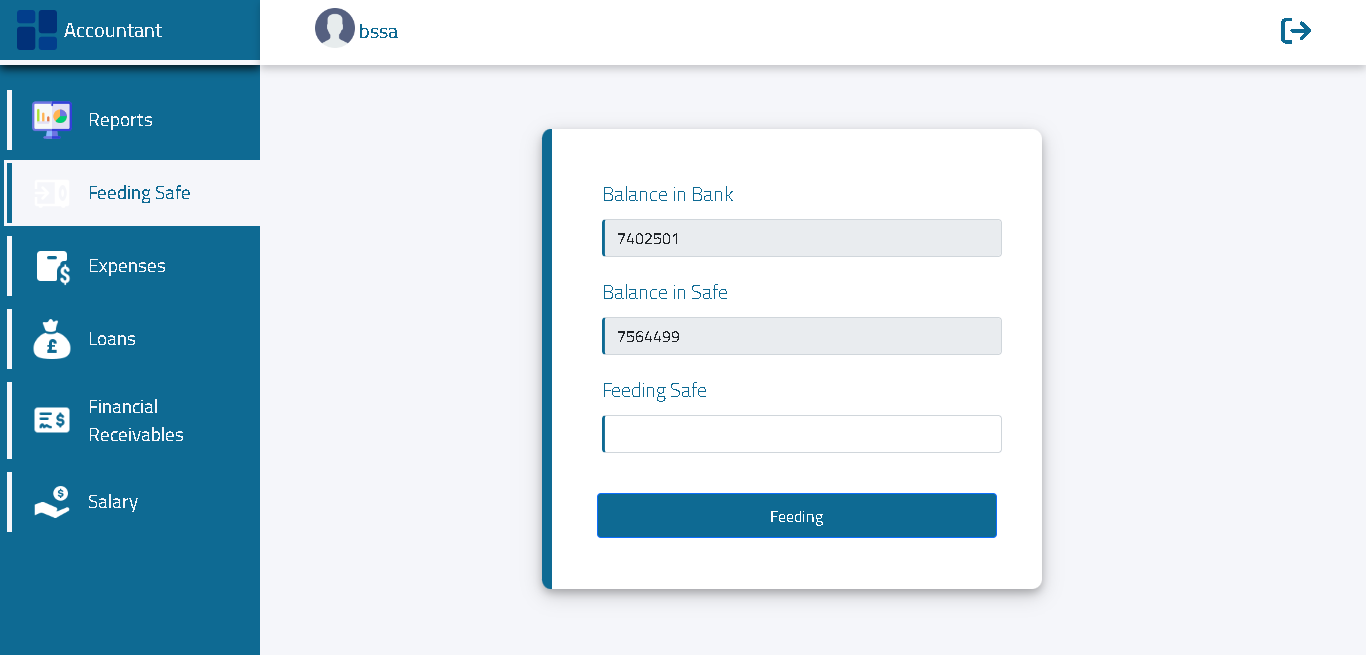 Accountant
bssa
Reports
Feeding Safe
Expenses
Loans
Financial
Receivables
Salary
Balance in Bank
7402501
Balance in Safe
7564499
Feeding Safe
Feeding